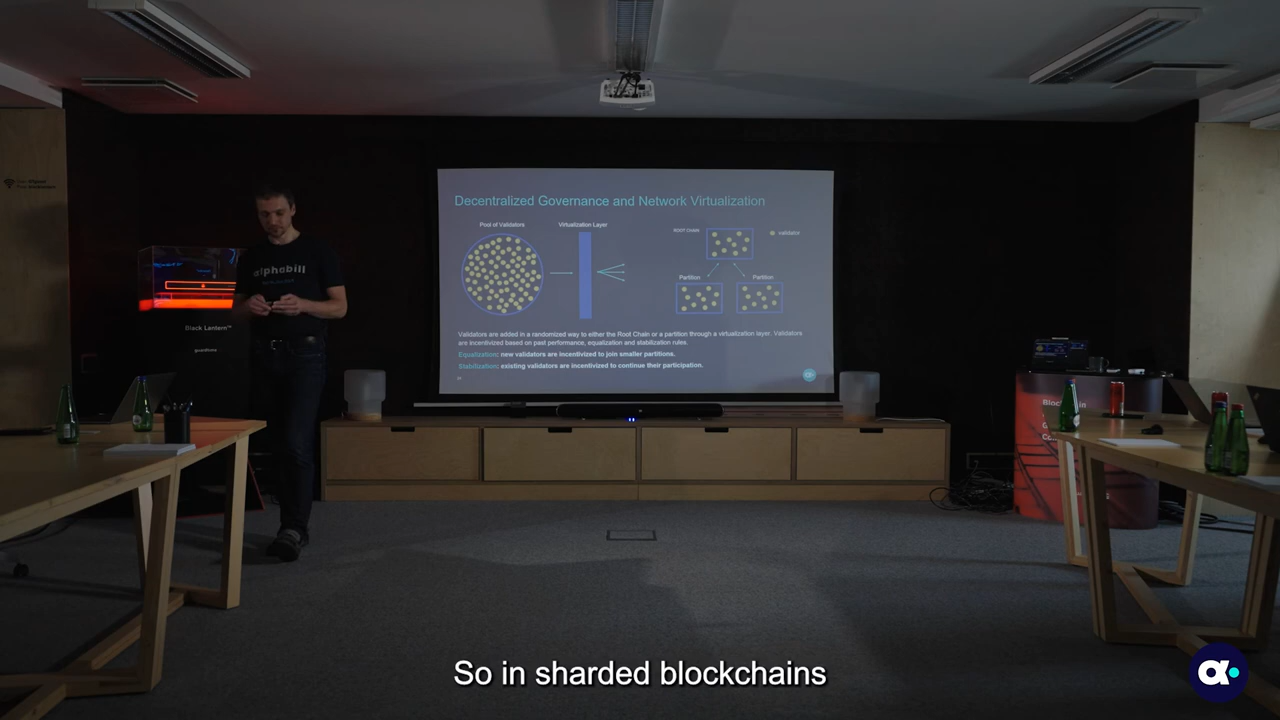 Decentralized Governance and Network Virtualization
Pool of Validators
Virtualization Layer
ROOT Chain
validator
Partition
Partition
Validators are added in a randomized way to either the Root Chain or a partition through a virtualization layer. Validators
are incentivized based on past performance, equalization and stabilization rules.
Equalization: new validators are incentivized to join smaller partitions.
Stabilization: existing validators are incentivized to continue their participation.
alphabill
Black Lantern™
guardtime
So in sharded blockchains